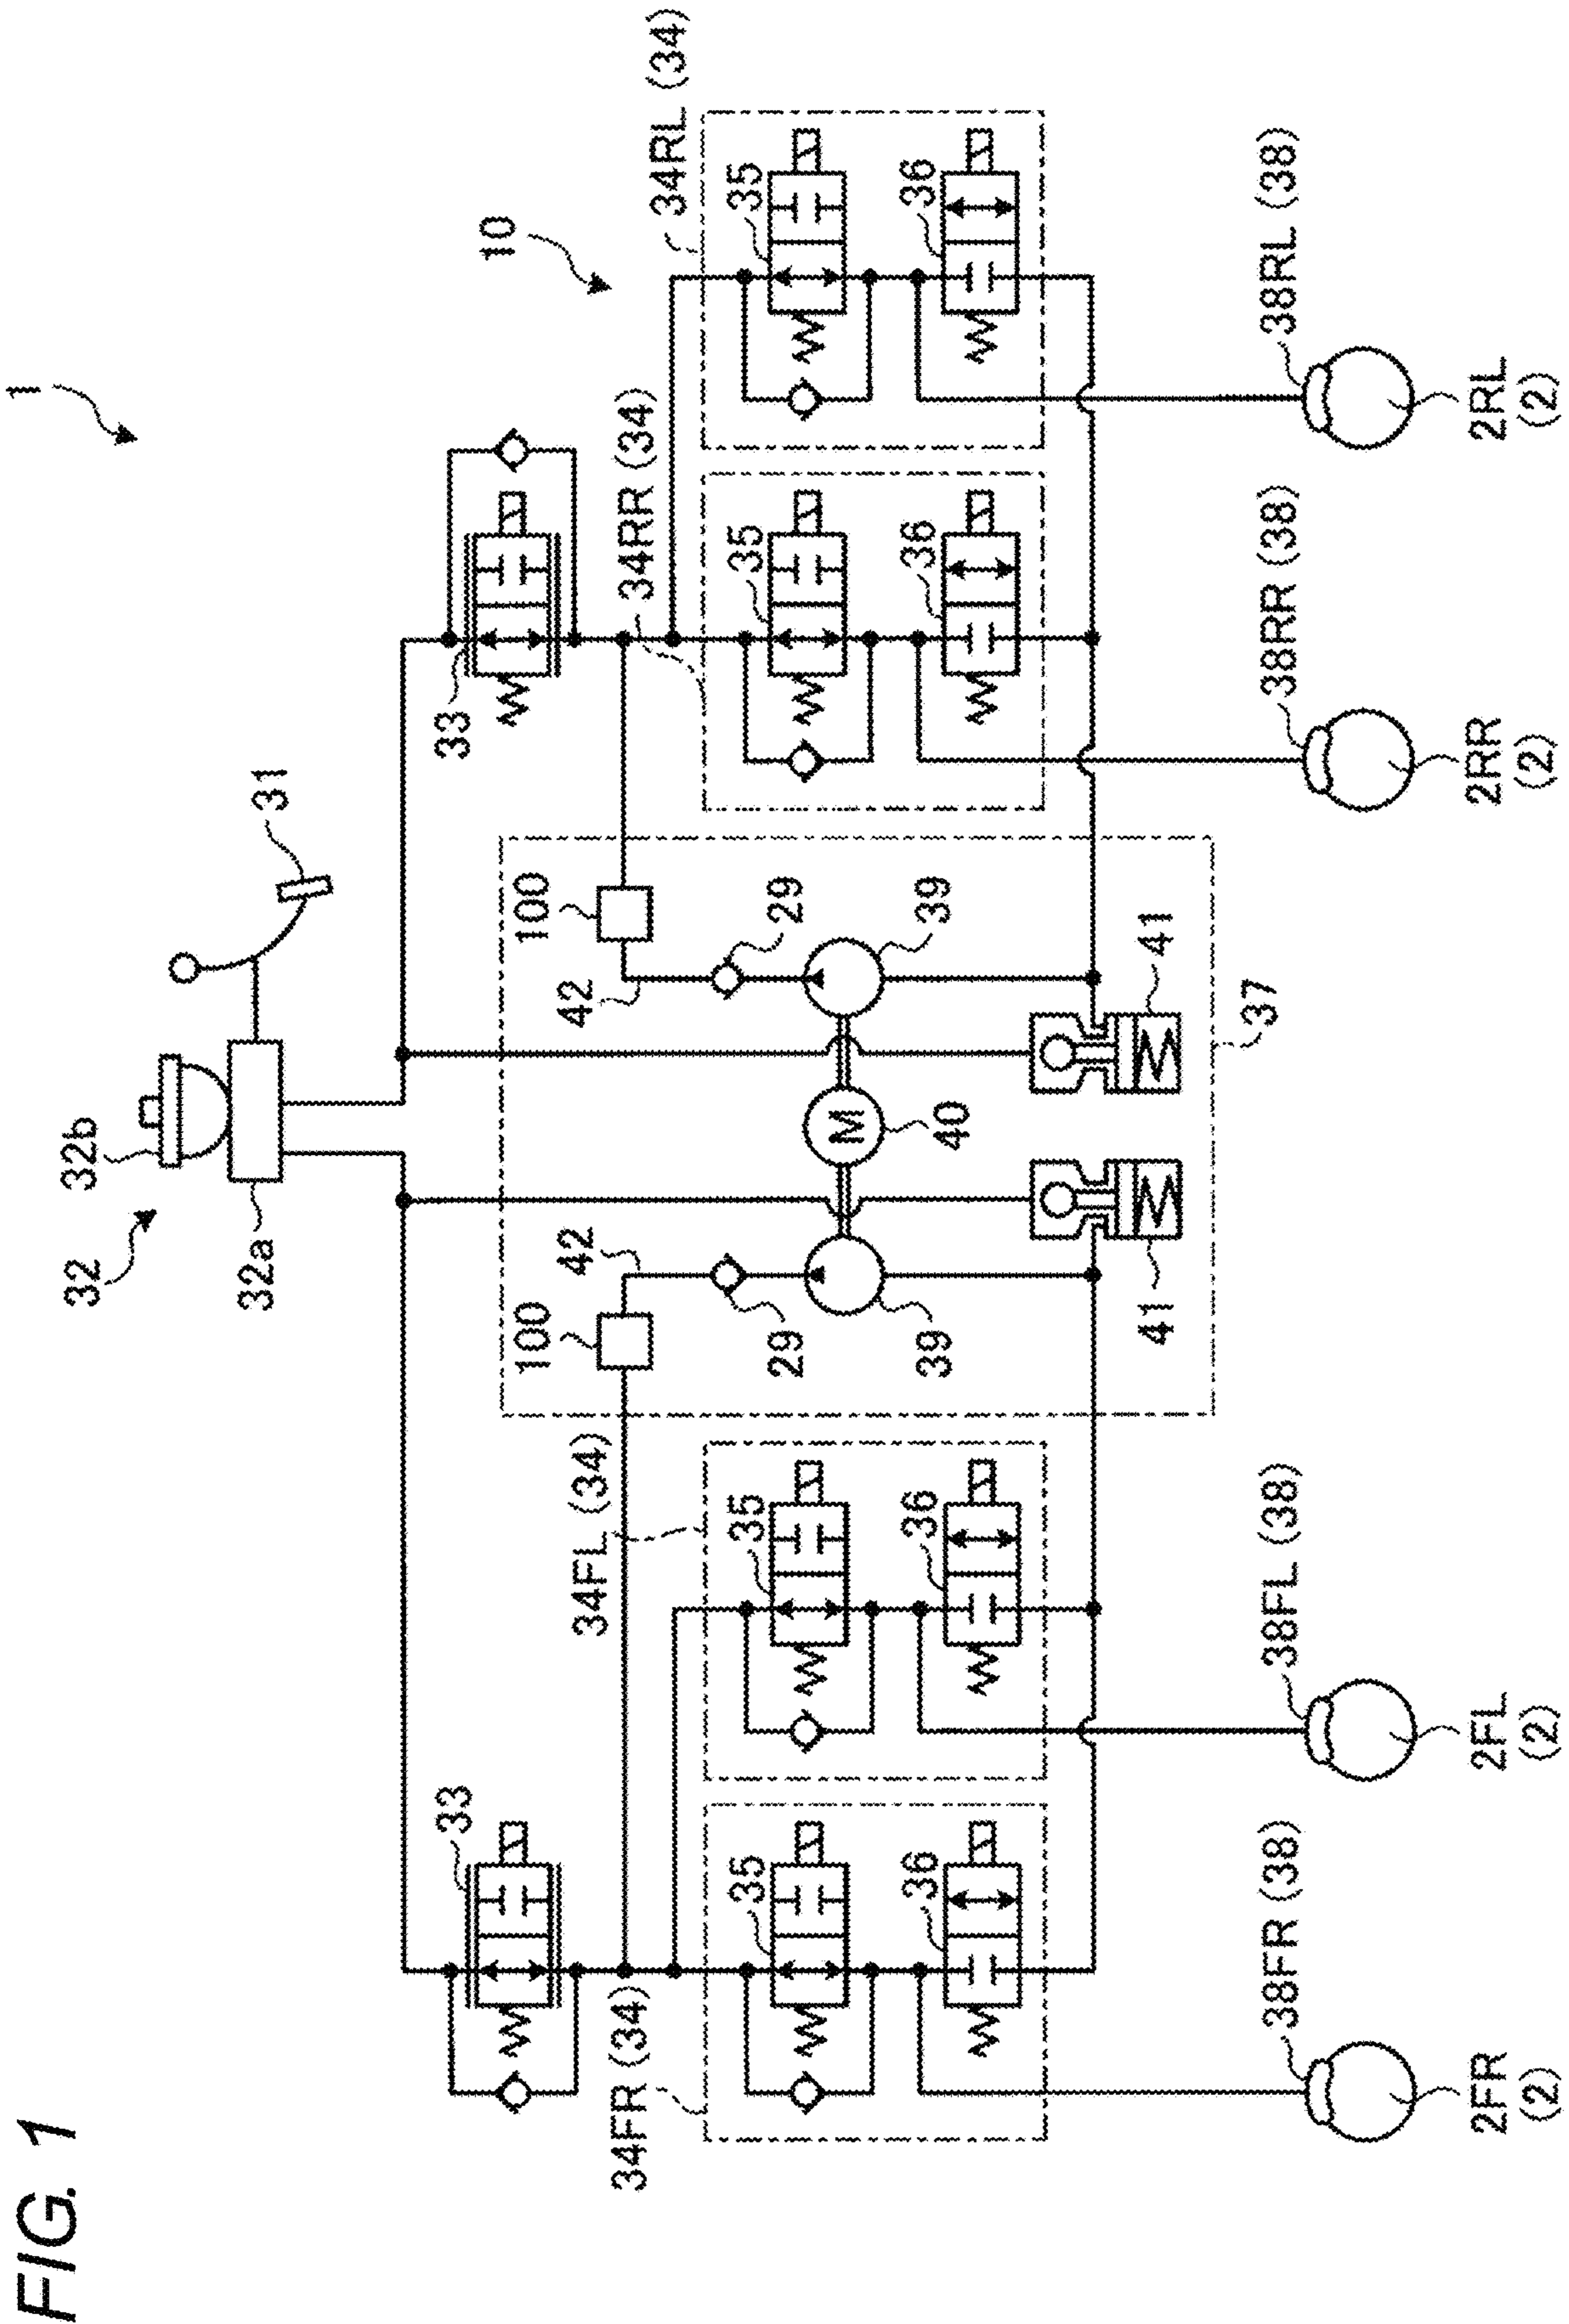 FIG. 1
1
10
32
32b
32a
31
33
33
34FR (34)
34FL (34)
34RR (34)
34RL (34)
100
100
42
42
35
35
29
29
35
35
36
36
39
40
39
36
36
41
41
37
38FR (38)
38FL (38)
38RR (38)
38RL (38)
M
2FR
(2)
2FL
(2)
2RR
(2)
2RL
(2)